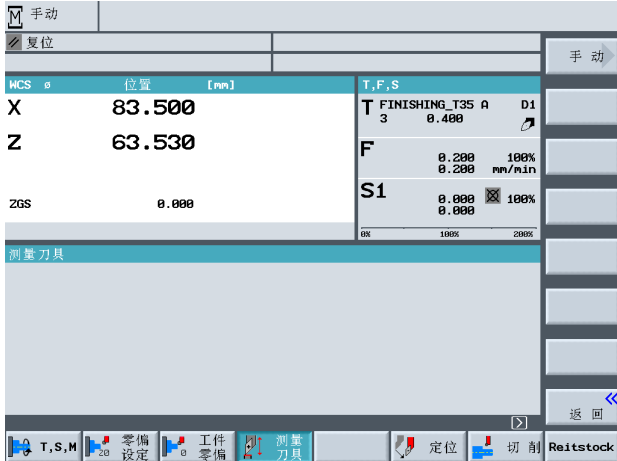 M 手动
复位
手 动
WCS ø 位置 [mm]
X 83.500
Z 63.530
ZGS 0.000
T,F,S
T FINISHING_T35 A D1
3 0.400
F 0.200 100%
0.200 mm/min
S1 0.000 100%
0.000
0% 100% 200%
测量刀具
返 回
T,S,M
20 零偏设定
0 工件零偏
测量刀具
定位
切 削
Reitstock